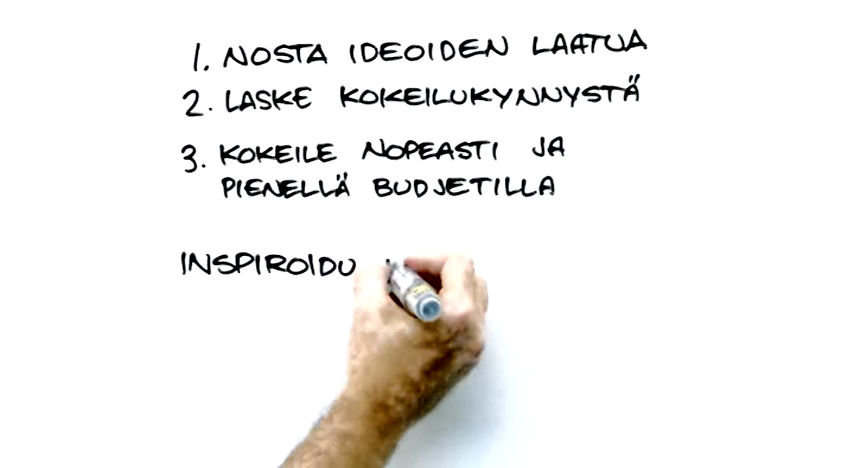 1. NOSTA IDEOIDEN LAATUA
2. LASKE KOKEILUKYNNYSTÄ
3. KOKEILE NOPEASTI JA
PIENELLÄ BUDJETILLA
INSPIROIDU